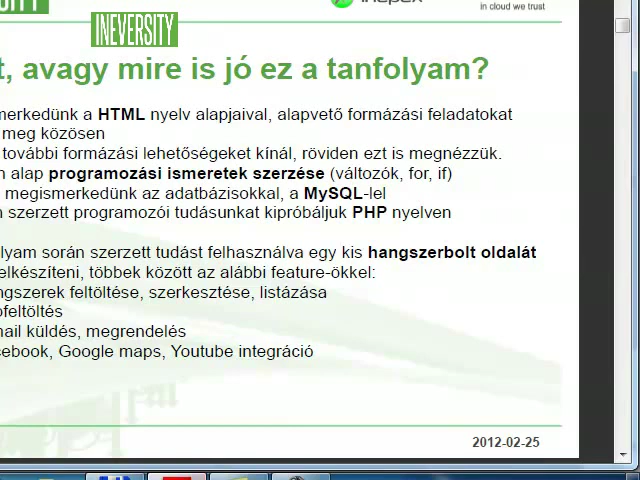 INEVERSITY
in cloud we trust
avagy mire is jó ez a tanfolyam?
merkedünk a HTML nyelv alapjaival, alapvető formázási feladatokat
meg közösen
további formázási lehetőségeket kínál, röviden ezt is megnézzük.
alap programozási ismeretek szerzése (változók, for, if)
megismerkedünk az adatbázisokkal, a MySQL-lel
szerzett programozói tudásunkat kipróbáljuk PHP nyelven
olyam során szerzett tudást felhasználva egy kis hangszerbolt oldalát
elkészíteni, többek között az alábbi feature-ökkel:
ngszerek feltöltése, szerkesztése, listázása
feltöltés
ail küldés, megrendelés
cebook, Google maps, Youtube integráció
2012-02-25